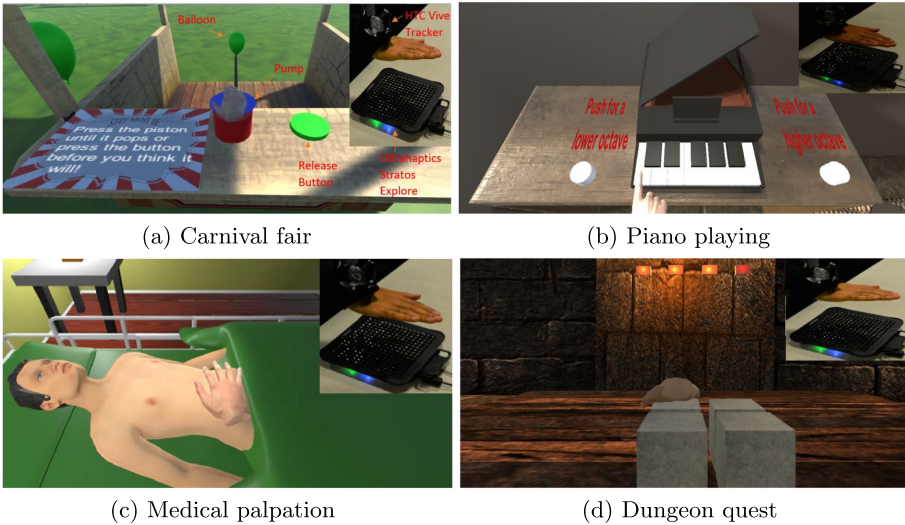 Balloon
HTC Vive
Tracker
Pump
Press the piston
until it pops or
press the button
before you think it
will!
Release
Button
Ultrahaptics
Stratos
Explore
(a) Carnival fair
Push for a
lower octave
Push for a
higher octave
(b) Piano playing
(c) Medical palpation
(d) Dungeon quest